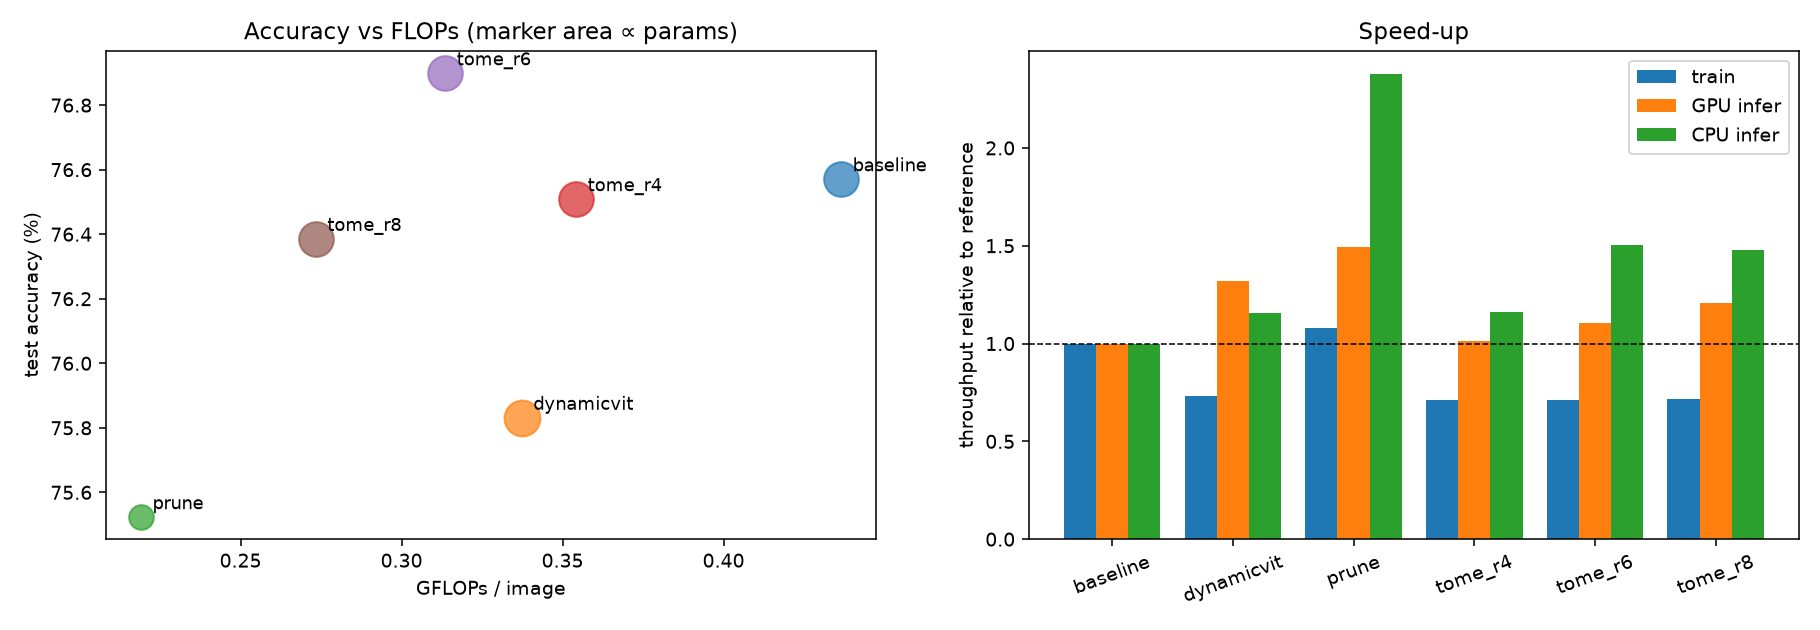 Accuracy vs FLOPs (marker area ∝ params)
test accuracy (%)
76.8
76.6
76.4
76.2
76.0
75.8
75.6
tome_r6
baseline
tome_r4
tome_r8
dynamicvit
prune
0.25
0.30
0.35
0.40
GFLOPs / image
Speed-up
throughput relative to reference
2.0
1.5
1.0
0.5
0.0
train
GPU infer
CPU infer
baseline
dynamicvit
prune
tome_r4
tome_r6
tome_r8